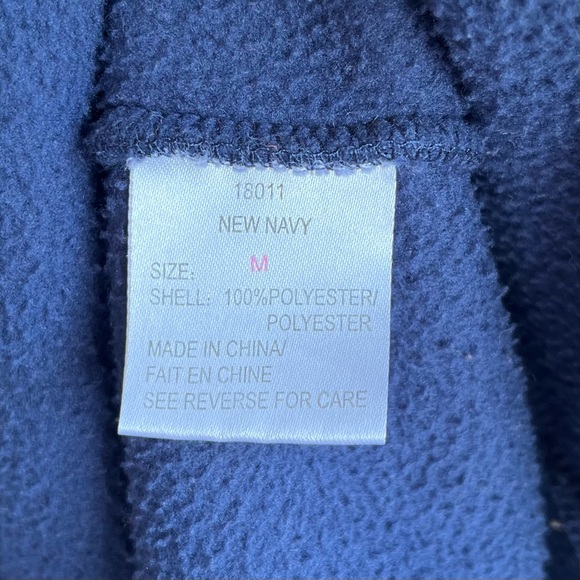 18011
NEW NAVY
SIZE: M
SHELL: 100%POLYESTER/
POLYESTER
MADE IN CHINA/
FAIT EN CHINE
SEE REVERSE FOR CARE